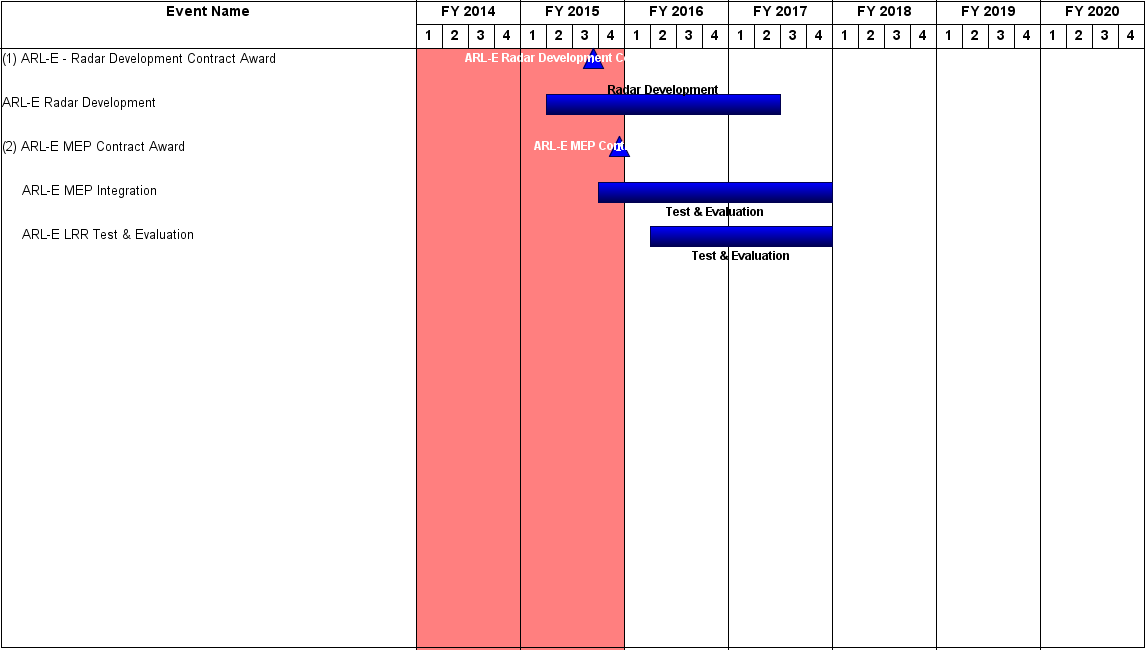 Event Name FY 2014 FY 2015 FY 2016 FY 2017 FY 2018 FY 2019 FY 2020
1 2 3 4 1 2 3 4 1 2 3 4 1 2 3 4 1 2 3 4 1 2 3 4 1 2 3 4
(1) ARL-E - Radar Development Contract Award
ARL-E Radar Development
Radar Development
ARL-E Radar Development
(2) ARL-E MEP Contract Award
ARL-E MEP
ARL-E MEP Integration
Test & Evaluation
ARL-E LRR Test & Evaluation
Test & Evaluation